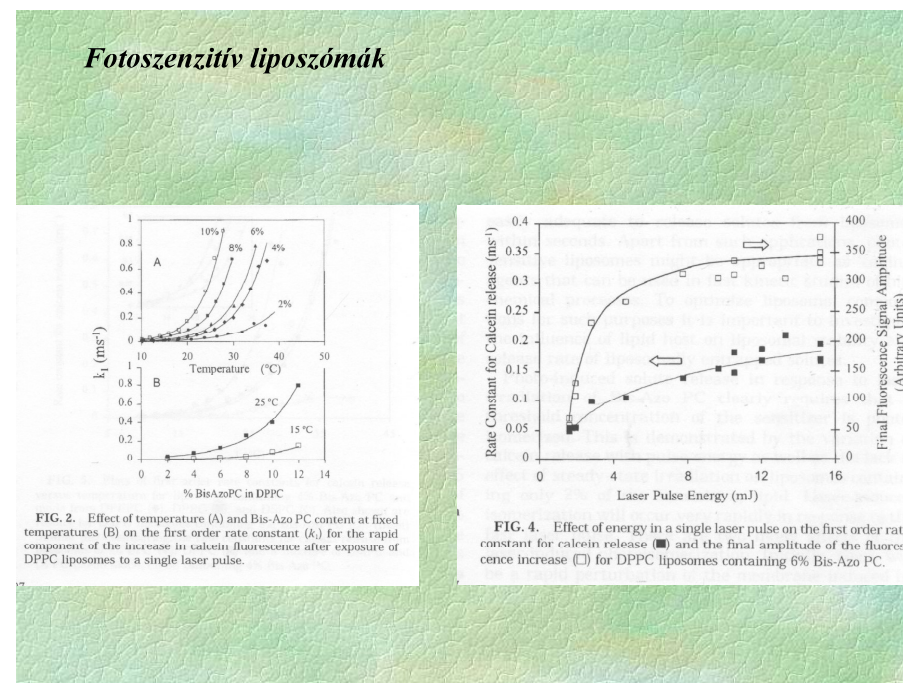 Fotoszenzitív liposzómák
1
0.8
0.6
0.4
0.2
0
A
10%
8%
6%
4%
2%
10 20 30 40 50
Temperature (°C)
k₁ (ms⁻¹)
1
0.8
0.6
0.4
0.2
B
25 °C
15 °C
0 2 4 6 8 10 12 14
% BisAzoPC in DPPC
FIG. 2. Effect of temperature (A) and Bis-Azo PC content at fixed
temperatures (B) on the first order rate constant (k₁) for the rapid
component of the increase in calcein fluorescence after exposure of
DPPC liposomes to a single laser pulse.
0,4
0.35
0.3
0.25
0.2
0.15
0.1
0.05
0
Rate Constant for Calcein release (ms⁻¹)
400
350
300
250
200
150
100
50
0
Final Fluorescence Signal Amplitude
(Arbitrary Units)
0 4 8 12 16
Laser Pulse Energy (mJ)
FIG. 4. Effect of energy in a single laser pulse on the first order rat
constant for calcein release (■) and the final amplitude of the fluores
cence increase (□) for DPPC liposomes containing 6% Bis-Azo PC.